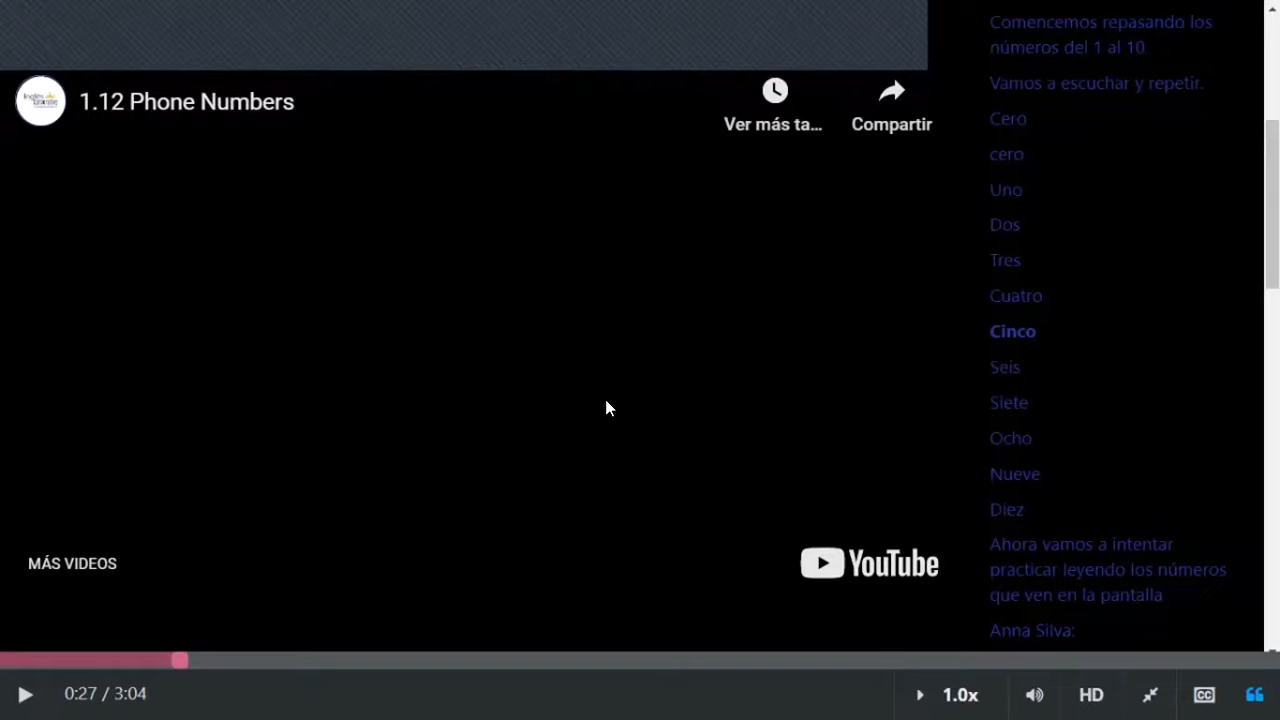 Comencemos repasando los
números del 1 al 10
1.12 Phone Numbers
Ver más ta...
Compartir
Vamos a escuchar y repetir.
Cero
cero
Uno
Dos
Tres
Cuatro
Cinco
Seis
Siete
Ocho
Nueve
Diez
Ahora vamos a intentar
practicar leyendo los números
que ven en la pantalla
Anna Silva:
MÁS VIDEOS
YouTube
0:27 / 3:04
1.0x
HD
CC